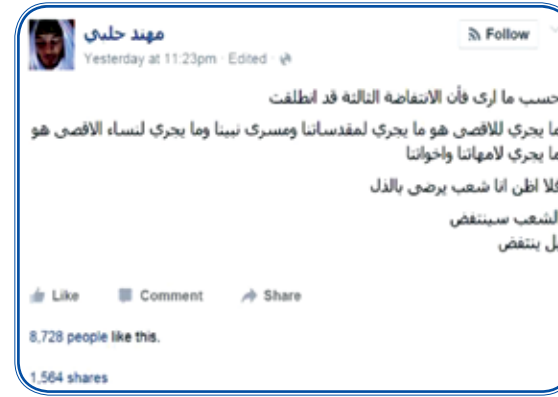 مهند حلبي
Follow
Yesterday at 11:23pm · Edited ·
حسب ما ارى فأن الانتفاضة الثالثة قد انطلقت
ما يجري للاقصى هو ما يجري لمقدساتنا ومسرى نبينا وما يجري لنساء الاقصى هو
ما يجري لامهاتنا واخواتنا
فلا اظن انا شعب يرضى بالذل
الشعب سينتفض
بل ينتفض
Like Comment Share
8,728 people like this.
1,564 shares